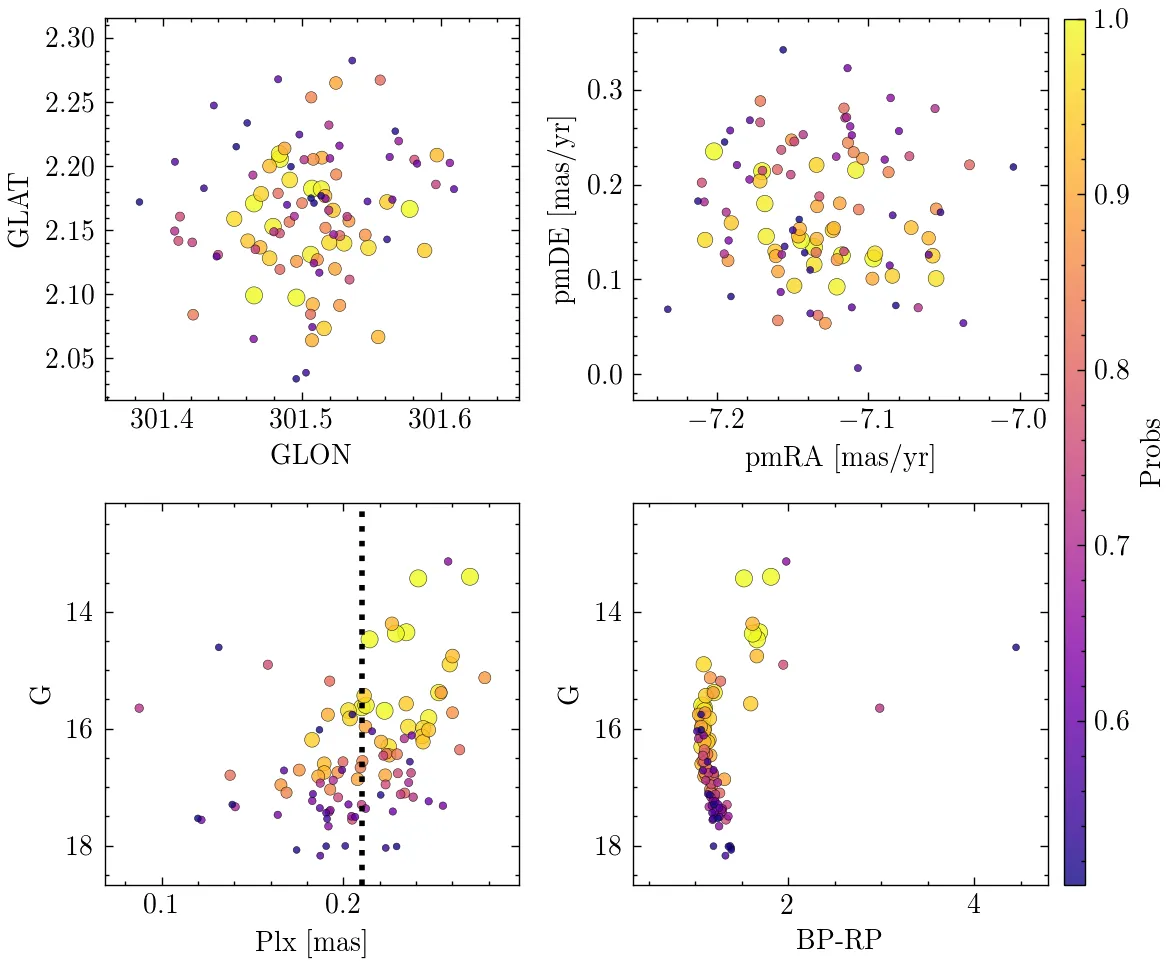 2.30
2.25
2.20
2.15
2.10
2.05
GLAT
301.4 301.5 301.6
GLON
0.3
0.2
0.1
0.0
pmDE [mas/yr]
−7.2 −7.1 −7.0
pmRA [mas/yr]
14
16
18
G
0.1 0.2
Plx [mas]
14
16
18
G
2 4
BP-RP
1.0
0.9
0.8
0.7
0.6
Probs